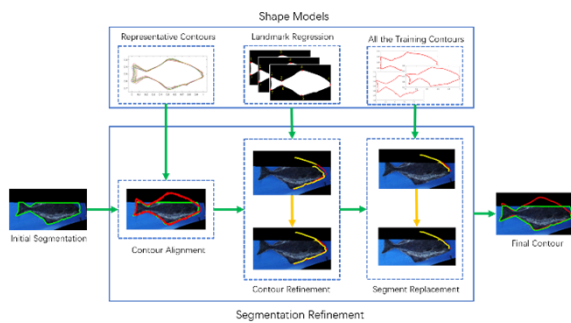 Shape Models
Representative Contours
Landmark Regression
All the Training Contours
Initial Segmentation
Contour Alignment
Contour Refinement
Segment Replacement
Final Contour
Segmentation Refinement